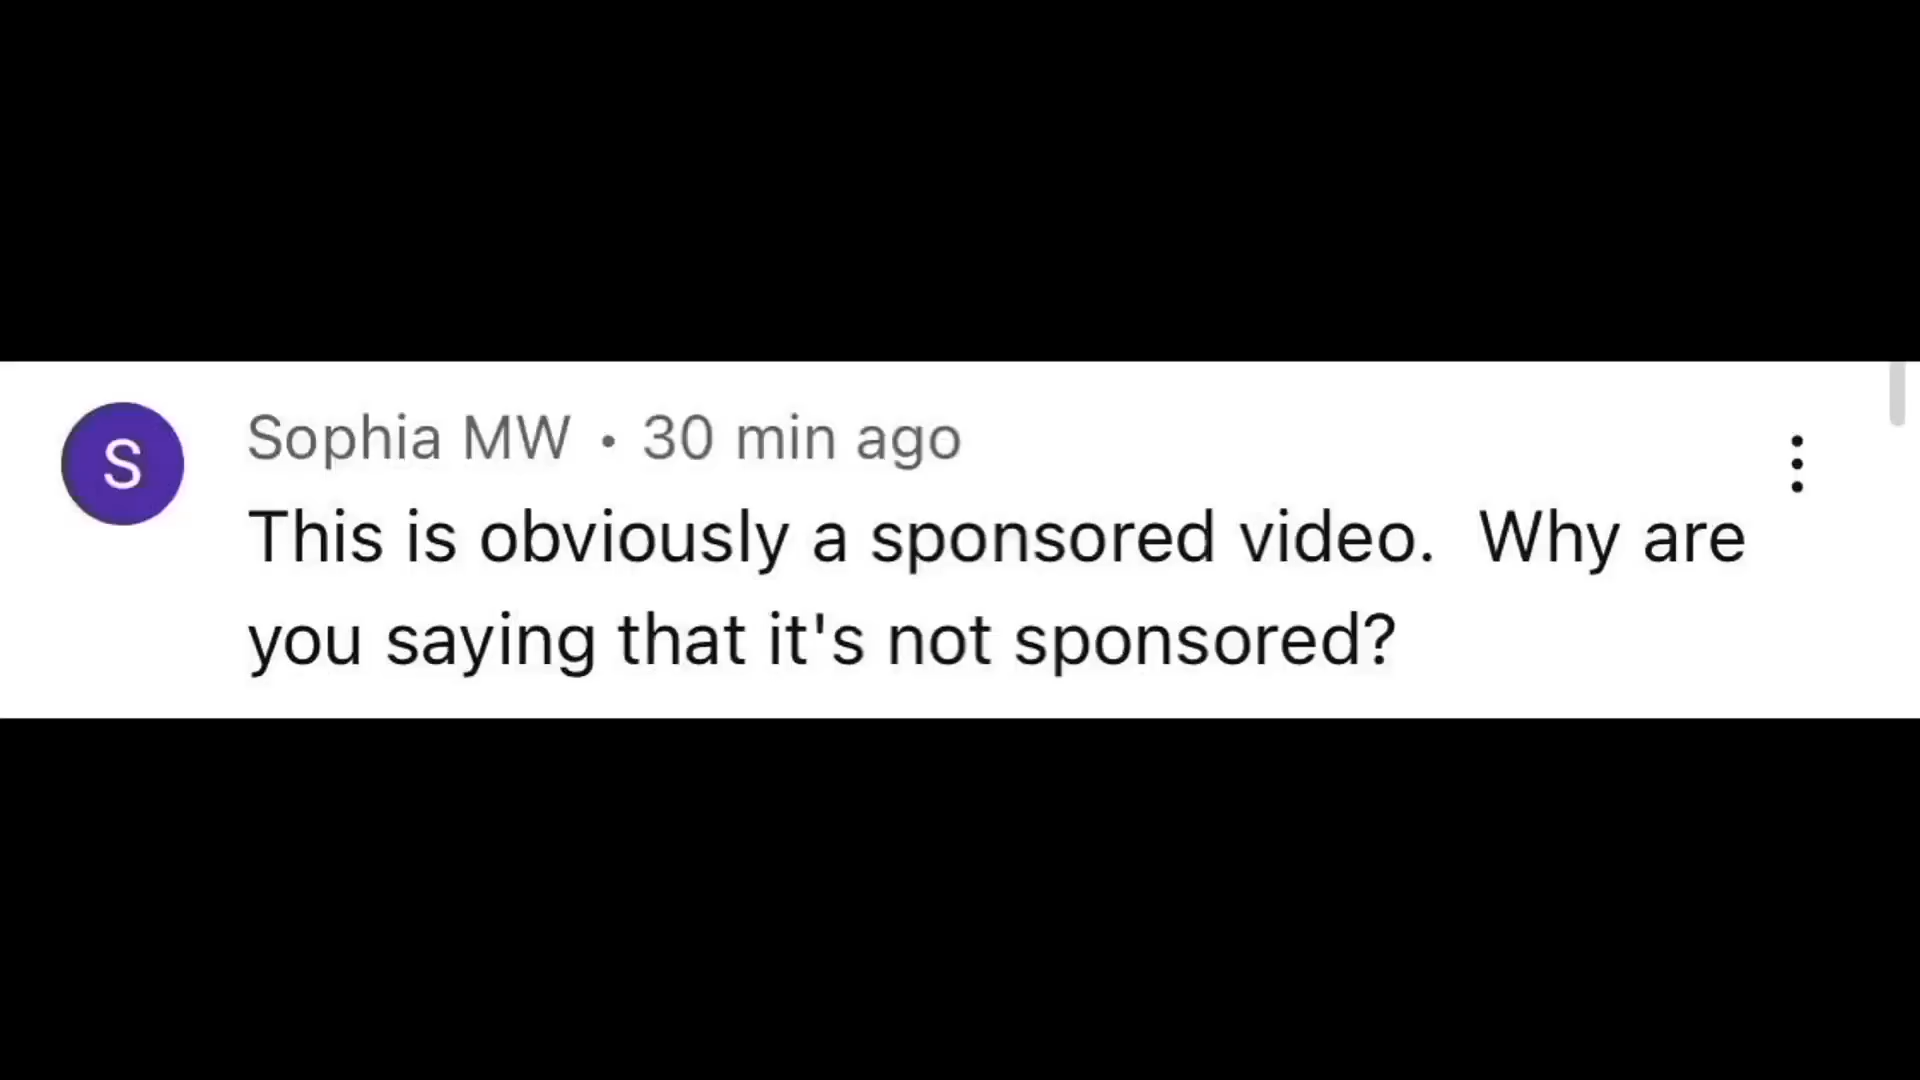 S
Sophia MW • 30 min ago
This is obviously a sponsored video.  Why are
you saying that it's not sponsored?